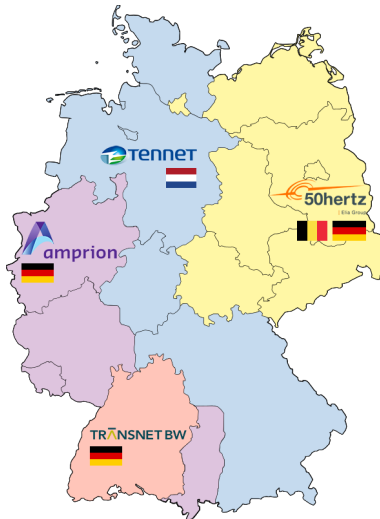 TENNET
50hertz
Elia Group
amprion
TRANSNET BW